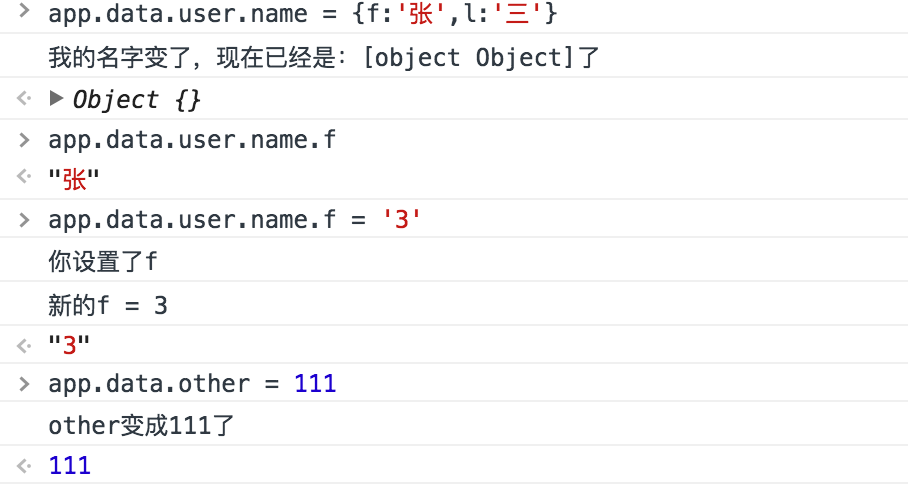 app.data.user.name = {f:'张',l:'三'}
我的名字变了，现在已经是：[object Object]了
Object {}
app.data.user.name.f
"张"
app.data.user.name.f = '3'
你设置了f
新的f = 3
"3"
app.data.other = 111
other变成111了
111